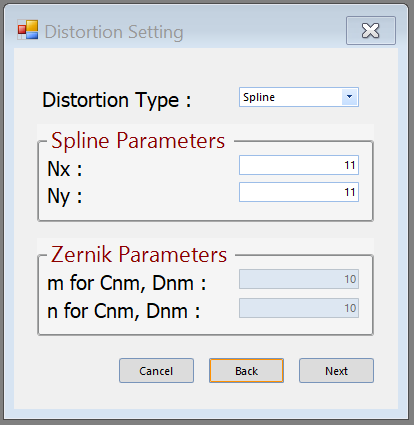 Distortion Setting
Distortion Type : Spline
Spline Parameters
Nx : 11
Ny : 11
Zernik Parameters
m for Cnm, Dnm : 10
n for Cnm, Dnm : 10
Cancel Back Next